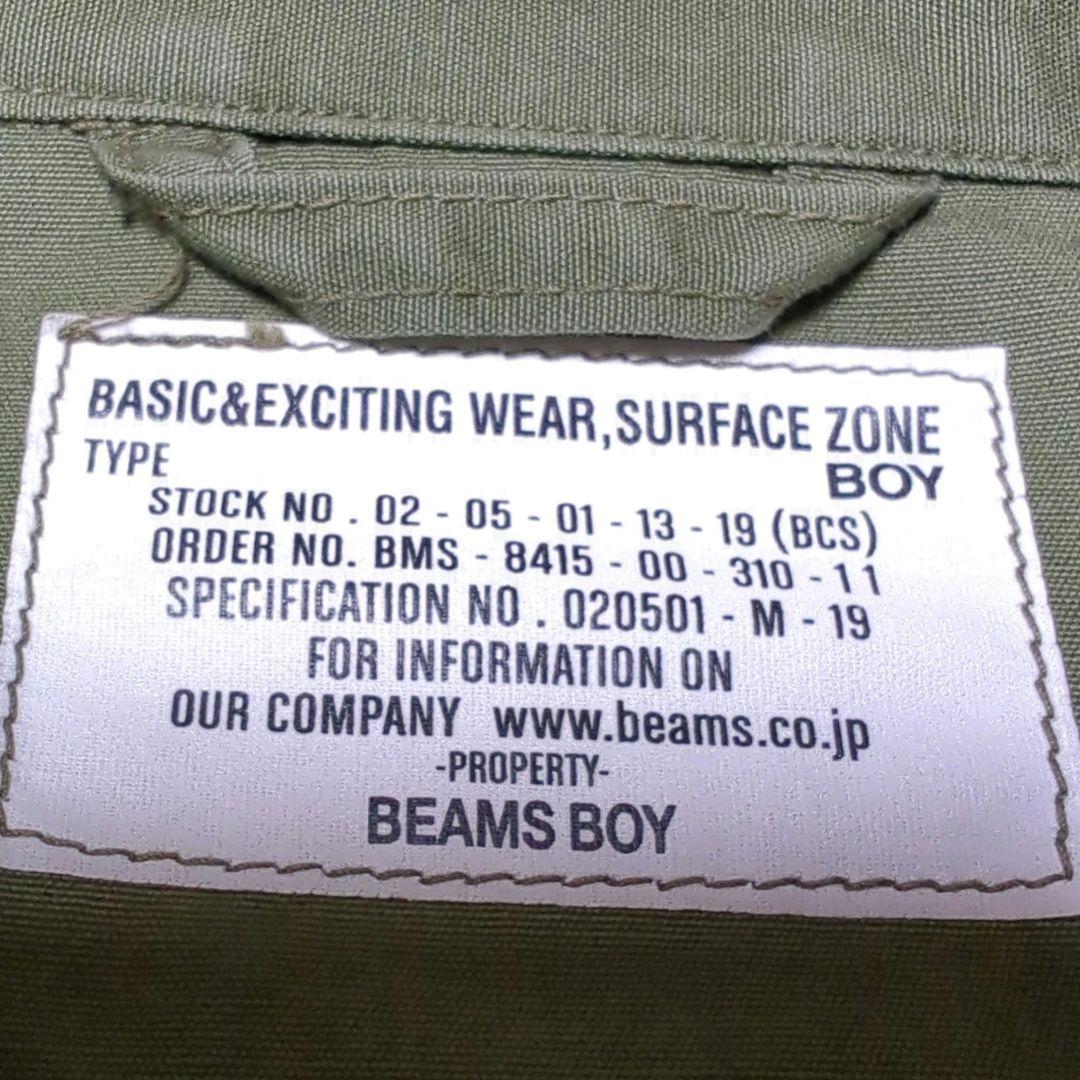 BASIC&EXCITING WEAR,SURFACE ZONE
TYPE BOY
STOCK NO . 02 - 05 - 01 - 13 - 19 (BCS)
ORDER NO. BMS - 8415 - 00 - 310 - 11
SPECIFICATION NO . 020501 - M - 19
FOR INFORMATION ON
OUR COMPANY www.beams.co.jp
-PROPERTY-
BEAMS BOY